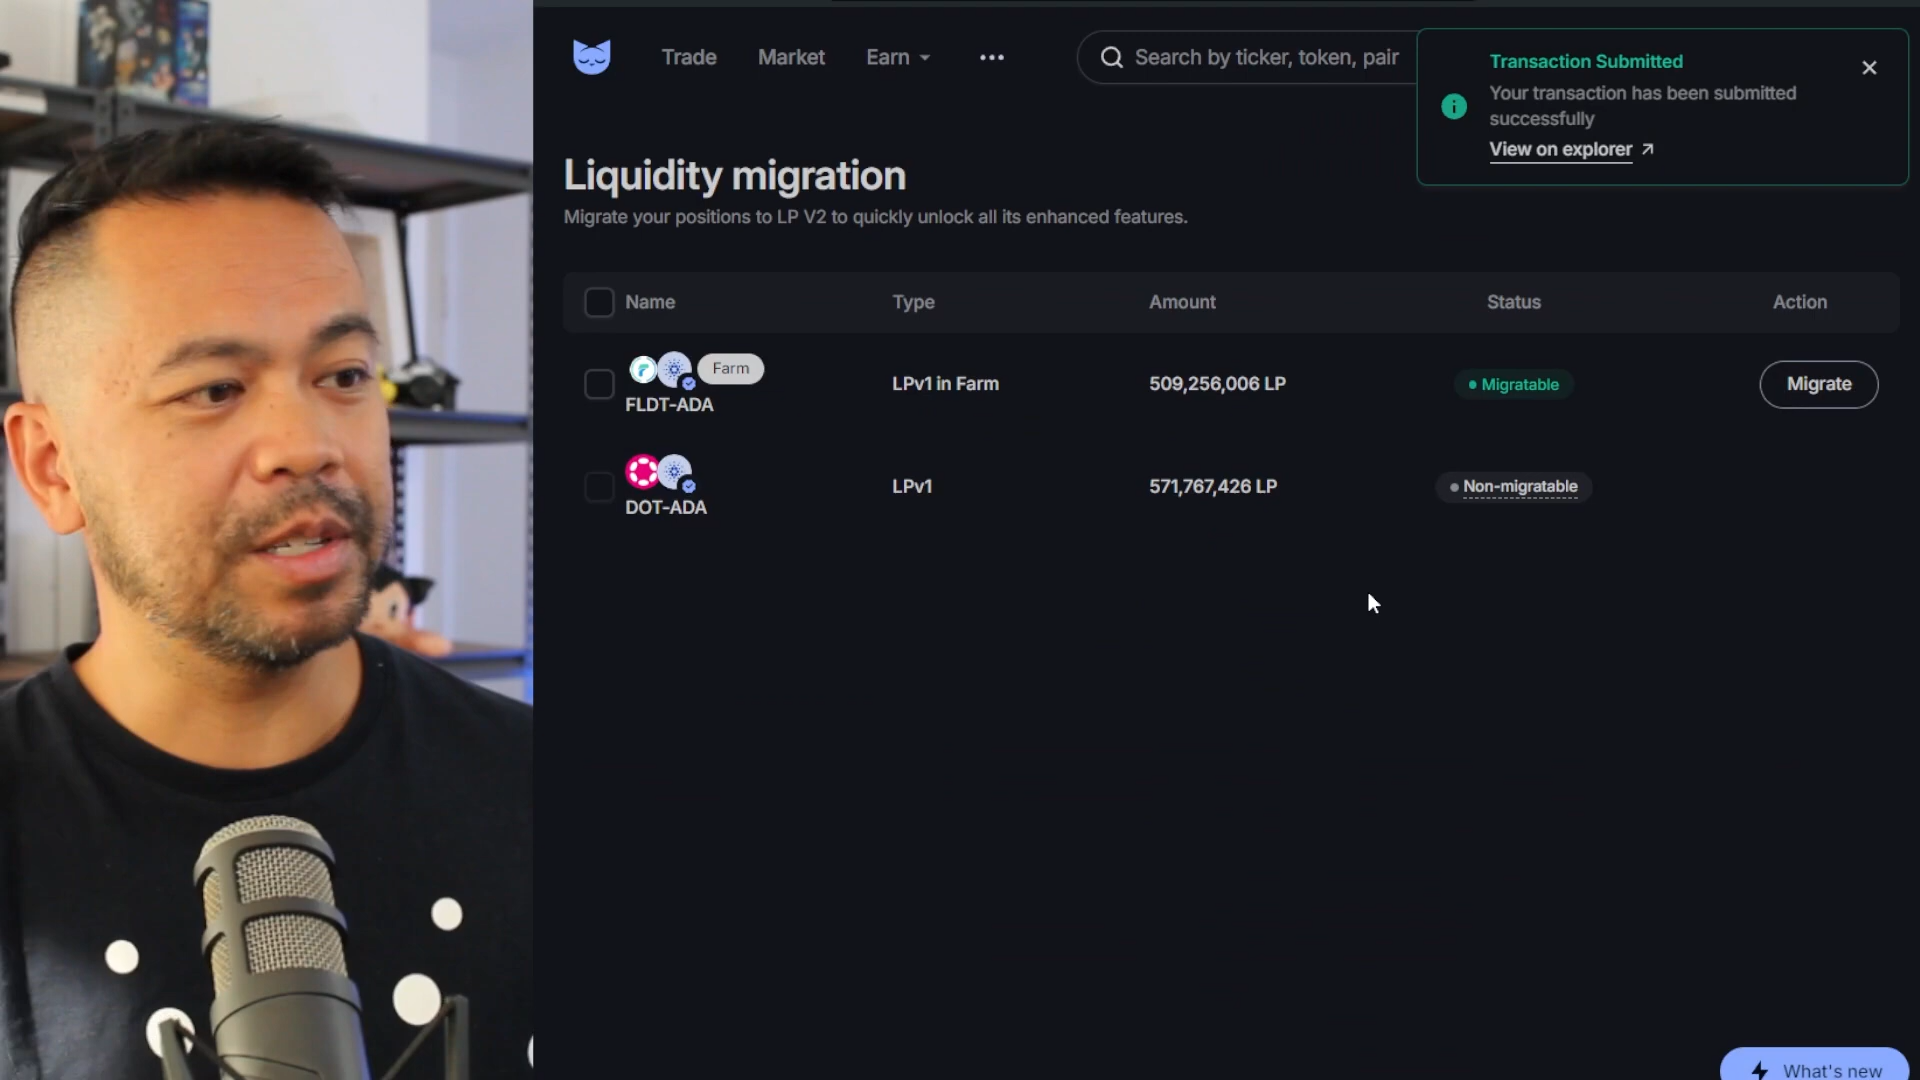 Trade Market Earn
Search by ticker, token, pair
Transaction Submitted
Your transaction has been submitted
successfully
View on explorer
Liquidity migration
Migrate your positions to LP V2 to quickly unlock all its enhanced features.
Name Type Amount Status Action
Farm
FLDT-ADA LPv1 in Farm 509,256,006 LP Migratable Migrate
DOT-ADA LPv1 571,767,426 LP Non-migratable
What's new